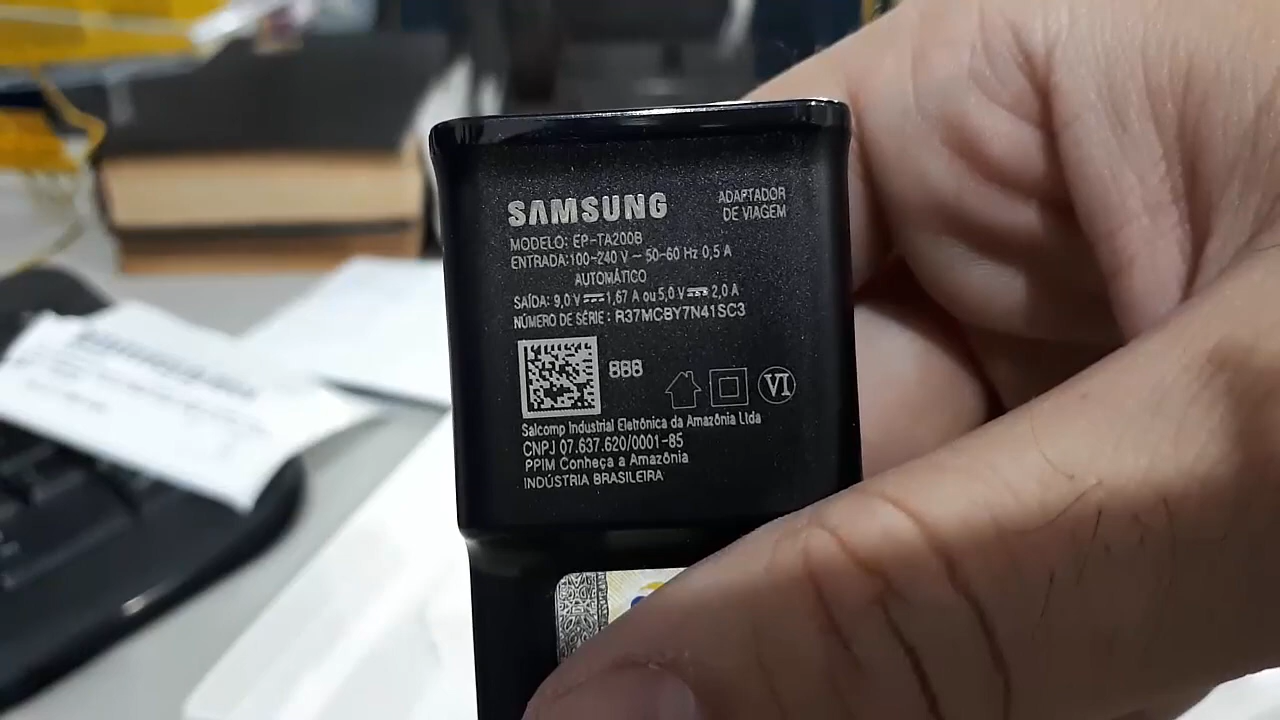 SAMSUNG
ADAPTADOR
DE VIAGEM
MODELO: EP-TA200B
ENTRADA:100-240 V ~ 50-60 Hz 0,5 A
AUTOMÁTICO
SAÍDA: 9,0 V ⎓ 1,67 A ou 5,0 V ⎓ 2,0 A
NÚMERO DE SÉRIE : R37MCBY7N41SC3
888
VI
Salcomp Industrial Eletrônica da Amazônia Ltda
CNPJ 07.637.620/0001-85
PPIM Conheça a Amazônia
INDÚSTRIA BRASILEIRA